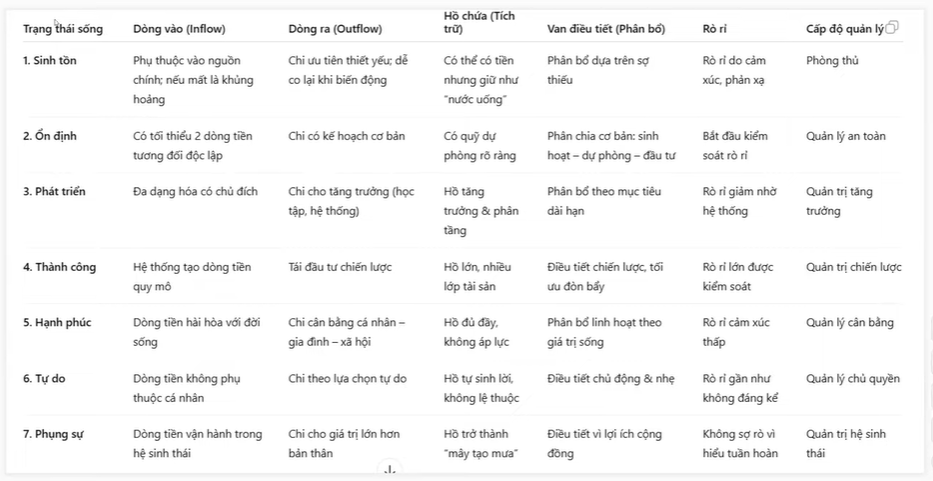 Trạng thái sống | Dòng vào (Inflow) | Dòng ra (Outflow) | Hồ chứa (Tích trữ) | Van điều tiết (Phân bổ) | Rò rỉ | Cấp độ quản lý
1. Sinh tồn | Phụ thuộc vào nguồn chính; nếu mất là khủng hoảng | Chi ưu tiên thiết yếu; dễ co lại khi biến động | Có thể có tiền nhưng giữ như "nước uống" | Phân bổ dựa trên sợ thiếu | Rò rỉ do cảm xúc, phản xạ | Phòng thủ
2. Ổn định | Có tối thiểu 2 dòng tiền tương đối độc lập | Chi có kế hoạch cơ bản | Có quỹ dự phòng rõ ràng | Phân chia cơ bản: sinh hoạt – dự phòng – đầu tư | Bắt đầu kiểm soát rò rỉ | Quản lý an toàn
3. Phát triển | Đa dạng hóa có chủ đích | Chi cho tăng trưởng (học tập, hệ thống) | Hồ tăng trưởng & phân tầng | Phân bổ theo mục tiêu dài hạn | Rò rỉ giảm nhờ hệ thống | Quản trị tăng trưởng
4. Thành công | Hệ thống tạo dòng tiền quy mô | Tái đầu tư chiến lược | Hồ lớn, nhiều lớp tài sản | Điều tiết chiến lược, tối ưu đòn bẩy | Rò rỉ lớn được kiểm soát | Quản trị chiến lược
5. Hạnh phúc | Dòng tiền hài hòa với đời sống | Chi cân bằng cá nhân – gia đình – xã hội | Hồ đủ đầy, không áp lực | Phân bổ linh hoạt theo giá trị sống | Rò rỉ cảm xúc thấp | Quản lý cân bằng
6. Tự do | Dòng tiền không phụ thuộc cá nhân | Chi theo lựa chọn tự do | Hồ tự sinh lời, không lệ thuộc | Điều tiết chủ động & nhẹ | Rò rỉ gần như không đáng kể | Quản lý chủ quyền
7. Phụng sự | Dòng tiền vận hành trong hệ sinh thái | Chi cho giá trị lớn hơn bản thân | Hồ trở thành "mây tạo mưa" | Điều tiết vì lợi ích cộng đồng | Không sợ rò vì hiểu tuần hoàn | Quản trị hệ sinh thái